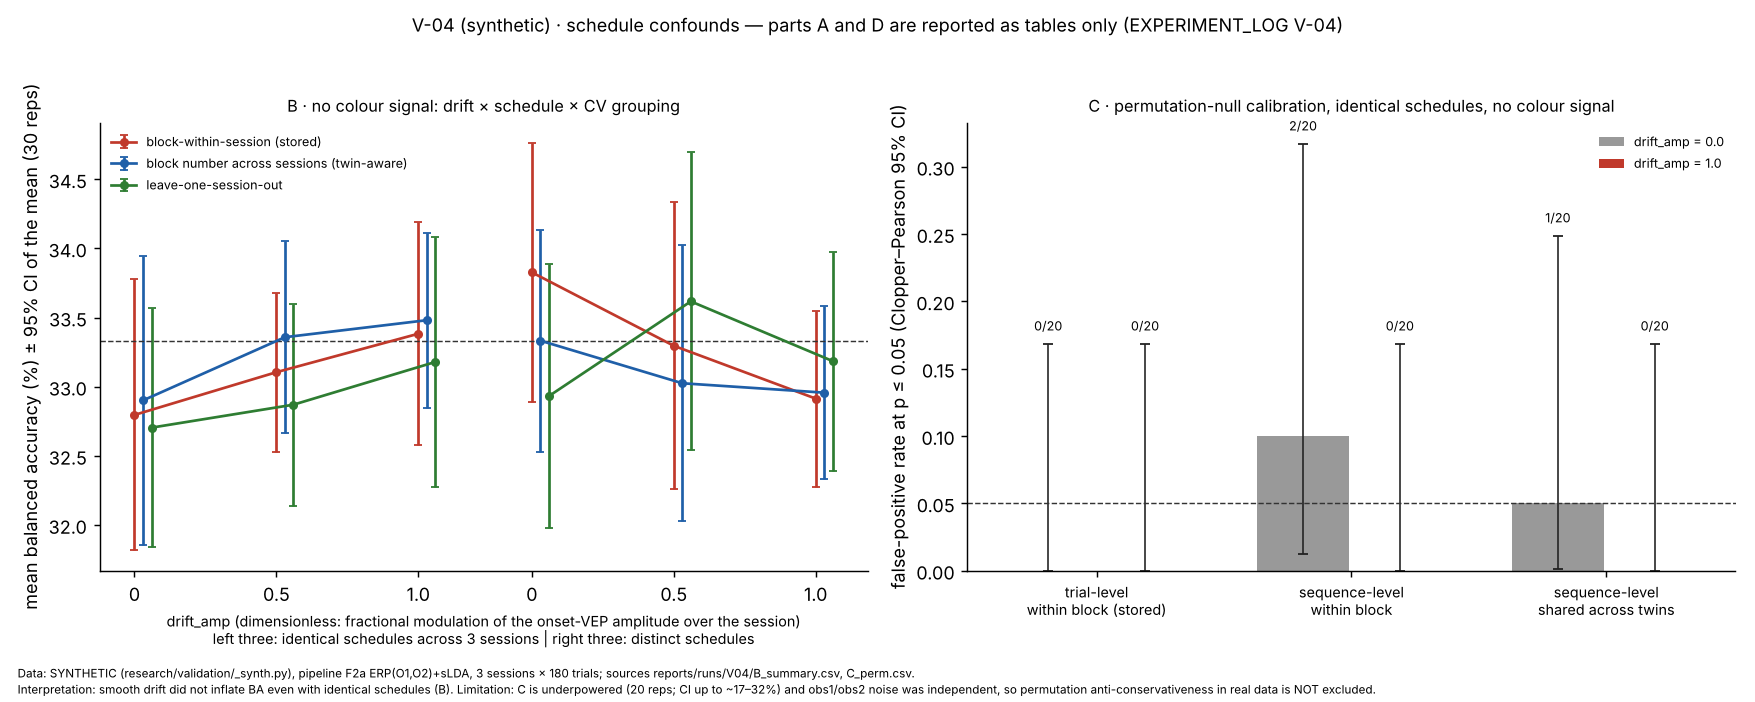 V-04 (synthetic) · schedule confounds — parts A and D are reported as tables only (EXPERIMENT_LOG V-04)
B · no colour signal: drift × schedule × CV grouping
mean balanced accuracy (%) ± 95% CI of the mean (30 reps)
block-within-session (stored)
block number across sessions (twin-aware)
leave-one-session-out
34.5
34.0
33.5
33.0
32.5
32.0
0 0.5 1.0 0 0.5 1.0
drift_amp (dimensionless: fractional modulation of the onset-VEP amplitude over the session)
left three: identical schedules across 3 sessions | right three: distinct schedules
C · permutation-null calibration, identical schedules, no colour signal
false-positive rate at p ≤ 0.05 (Clopper–Pearson 95% CI)
drift_amp = 0.0
drift_amp = 1.0
0.30
0.25
0.20
0.15
0.10
0.05
0.00
0/20 0/20 2/20 0/20 1/20 0/20
trial-level
within block (stored)
sequence-level
within block
sequence-level
shared across twins
Data: SYNTHETIC (research/validation/_synth.py), pipeline F2a ERP(O1,O2)+sLDA, 3 sessions × 180 trials; sources reports/runs/V04/B_summary.csv, C_perm.csv.
Interpretation: smooth drift did not inflate BA even with identical schedules (B). Limitation: C is underpowered (20 reps; CI up to ~17–32%) and obs1/obs2 noise was independent, so permutation anti-conservativeness in real data is NOT excluded.